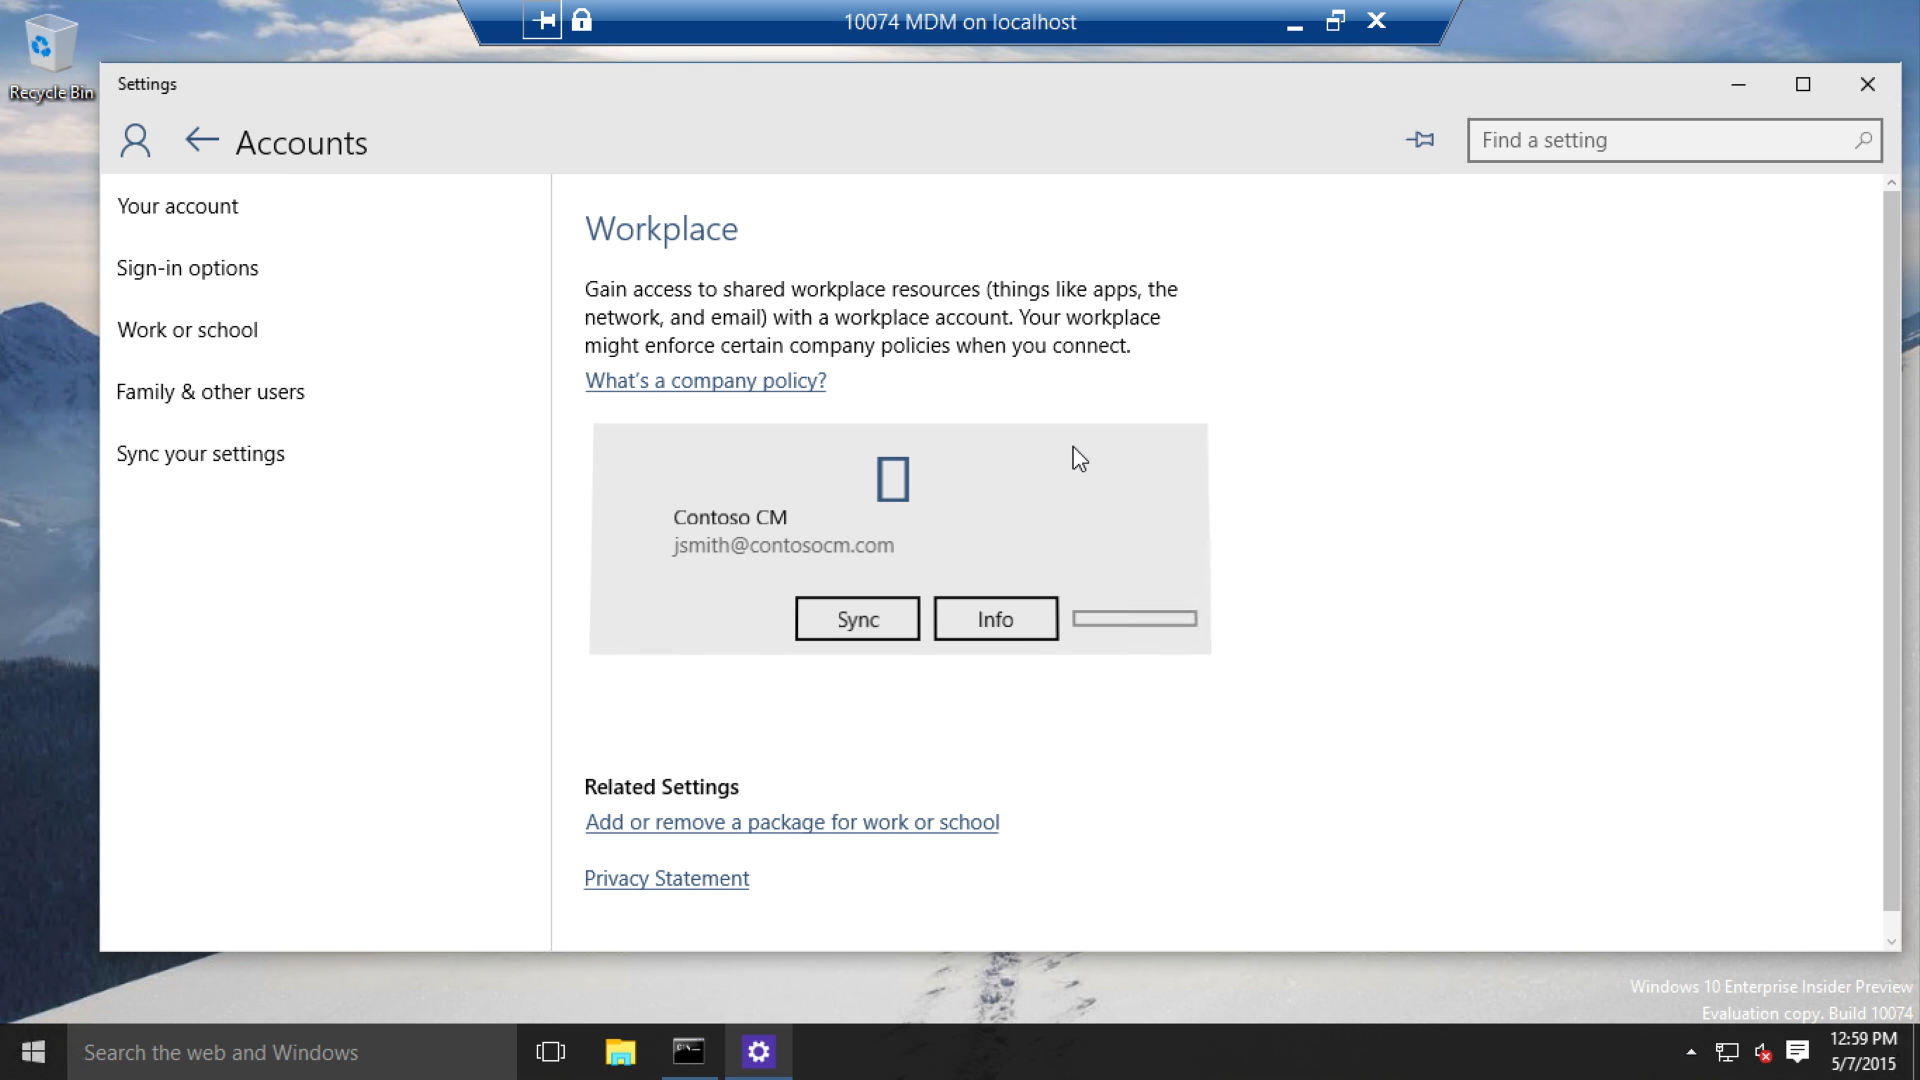 10074 MDM on localhost
Recycle Bin
Settings
Accounts
Find a setting
Your account
Sign-in options
Work or school
Family & other users
Sync your settings
Workplace
Gain access to shared workplace resources (things like apps, the
network, and email) with a workplace account. Your workplace
might enforce certain company policies when you connect.
What's a company policy?
Contoso CM
jsmith@contosocm.com
Sync
Info
Related Settings
Add or remove a package for work or school
Privacy Statement
Windows 10 Enterprise Insider Preview
Evaluation copy. Build 10074
Search the web and Windows
12:59 PM
5/7/2015